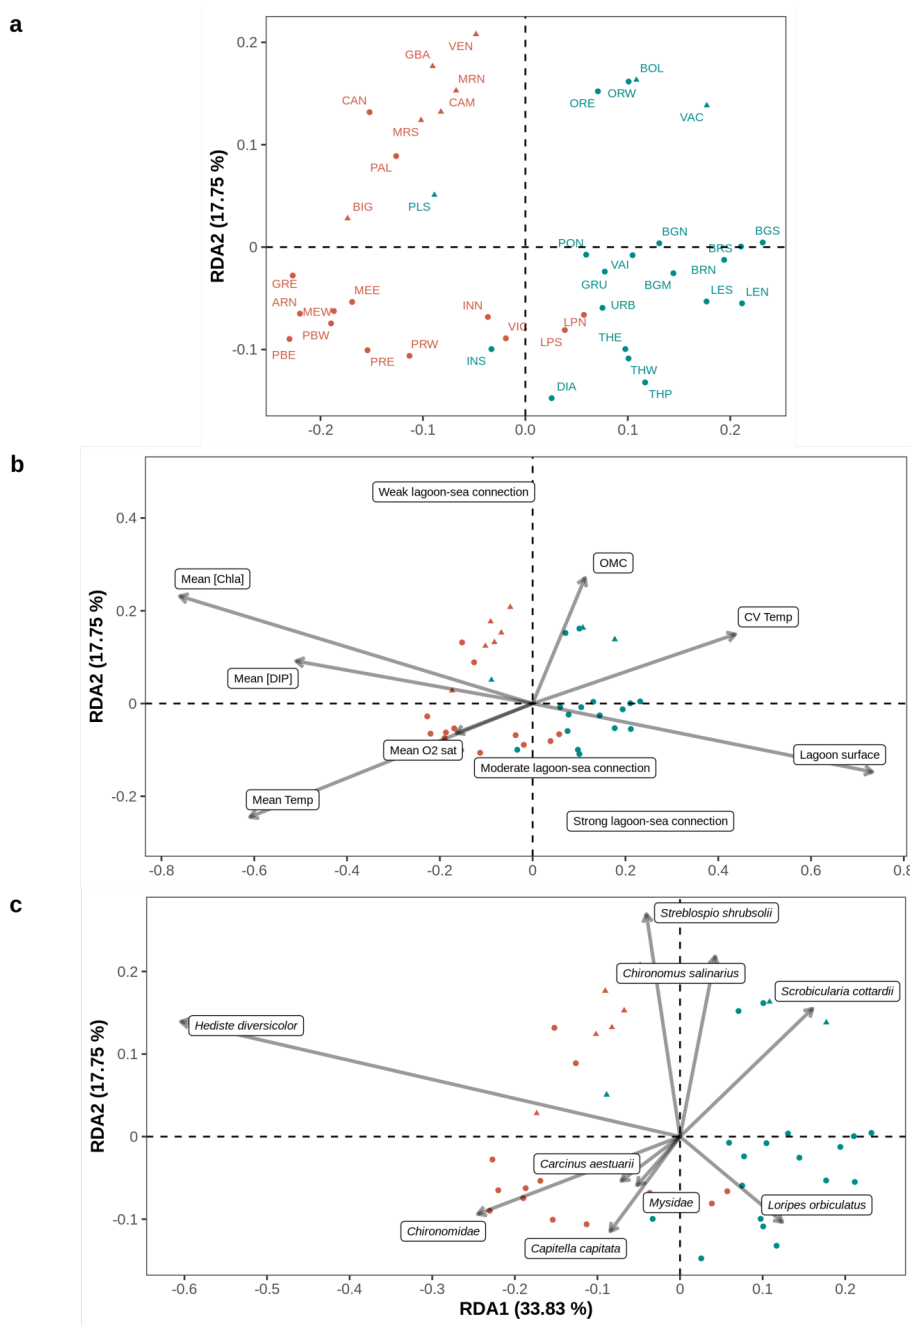 a
RDA2 (17.75 %)
0.2
0.1
0
-0.1
VEN
GBA
MRN
CAN
CAM
MRS
PAL
BIG
PLS
BOL
ORW
ORE
VAC
PON
BGN
BGS
BRS
VAI
BRN
GRU
BGM
LES
LEN
URB
GRE
ARN
MEE
MEW
PBW
PBE
PRE
PRW
INN
VIC
INS
LPN
LPS
THE
THW
THP
DIA
-0.2
-0.1
0.0
0.1
0.2
b
RDA2 (17.75 %)
0.4
0.2
0
-0.2
Weak lagoon-sea connection
OMC
Mean [Chla]
CV Temp
Mean [DIP]
Mean O2 sat
Lagoon surface
Moderate lagoon-sea connection
Mean Temp
Strong lagoon-sea connection
-0.8
-0.6
-0.4
-0.2
0
0.2
0.4
0.6
0.8
c
RDA2 (17.75 %)
0.2
0.1
0
-0.1
Streblospio shrubsolii
Chironomus salinarius
Scrobicularia cottardii
Hediste diversicolor
Carcinus aestuarii
Mysidae
Loripes orbiculatus
Chironomidae
Capitella capitata
-0.6
-0.5
-0.4
-0.3
-0.2
-0.1
0
0.1
0.2
RDA1 (33.83 %)